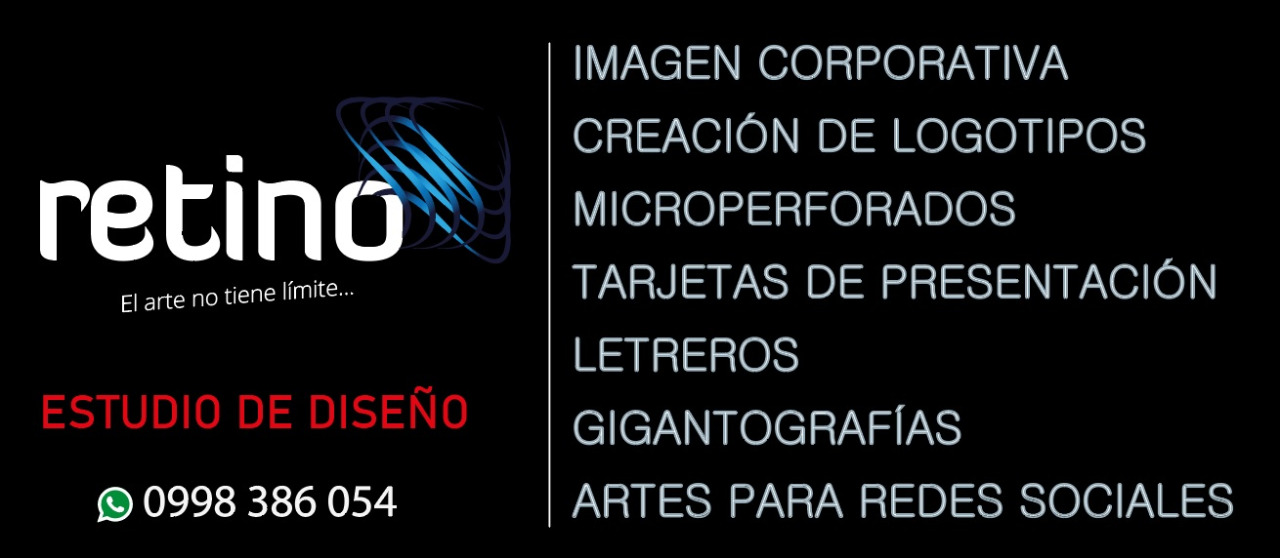 retino
El arte no tiene límite...
ESTUDIO DE DISEÑO
0998 386 054
IMAGEN CORPORATIVA
CREACIÓN DE LOGOTIPOS
MICROPERFORADOS
TARJETAS DE PRESENTACIÓN
LETREROS
GIGANTOGRAFÍAS
ARTES PARA REDES SOCIALES